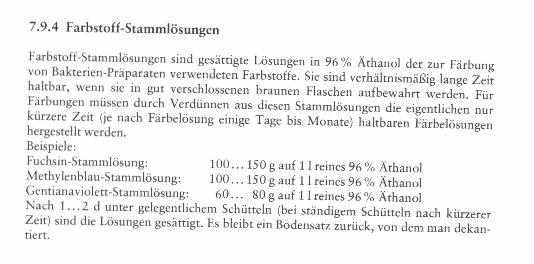 7.9.4 Farbstoff-Stammlösungen
Farbstoff-Stammlösungen sind gesättigte Lösungen in 96% Äthanol der zur Färbung
von Bakterien-Präparaten verwendeten Farbstoffe. Sie sind verhältnismäßig lange Zeit
haltbar, wenn sie in gut verschlossenen braunen Flaschen aufbewahrt werden. Für
Färbungen müssen durch Verdünnen aus diesen Stammlösungen die eigentlichen nur
kürzere Zeit (je nach Färbelösung einige Tage bis Monate) haltbaren Färbelösungen
hergestellt werden.
Beispiele:
Fuchsin-Stammlösung: 100... 150 g auf 1 l reines 96% Äthanol
Methylenblau-Stammlösung: 100... 150 g auf 1 l reines 96% Äthanol
Gentianaviolett-Stammlösung: 60... 80 g auf 1 l reines 96% Äthanol
Nach 1...2 d unter gelegentlichem Schütteln (bei ständigem Schütteln nach kürzerer
Zeit) sind die Lösungen gesättigt. Es bleibt ein Bodensatz zurück, von dem man dekan-
tiert.